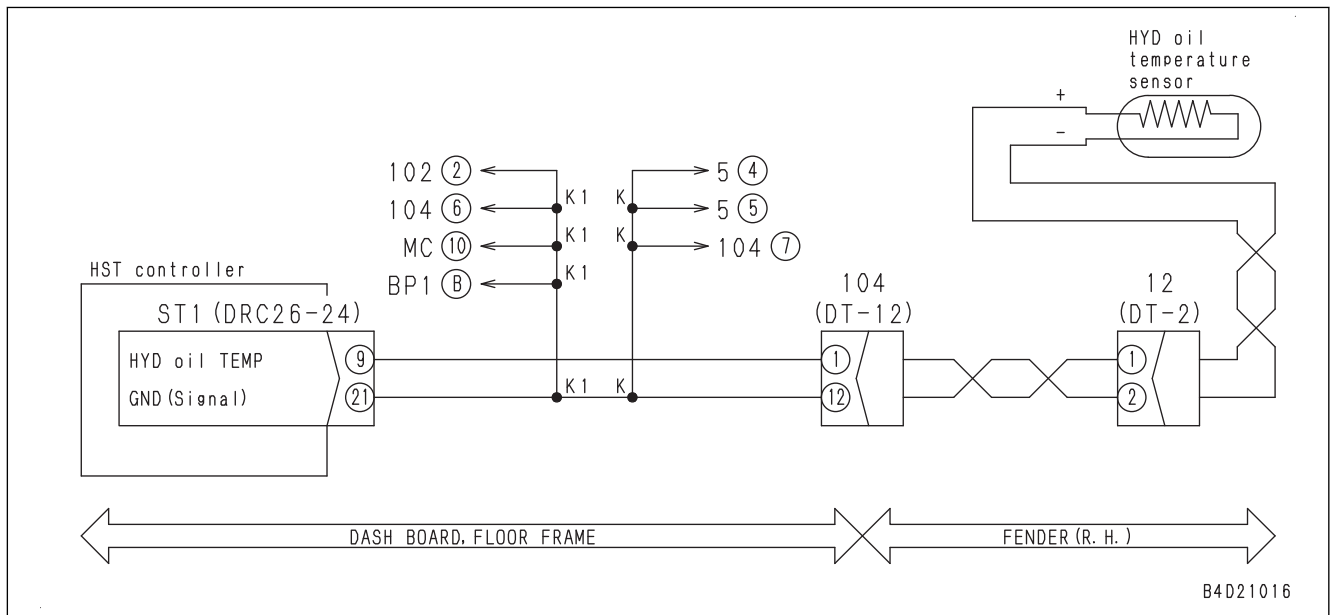 HYD oil
temperature
sensor
+
-
102 ②
K1
K
5 ④
104 ⑥
5 ⑤
K1
K
MC ⑩
104 ⑦
K1
BP1 Ⓑ
HST controller
104
(DT-12)
12
(DT-2)
ST1 (DRC26-24)
HYD oil TEMP
⑨
①
①
GND (Signal)
㉑
K1
K
⑫
②
DASH BOARD, FLOOR FRAME
FENDER (R. H.)
B4D21016